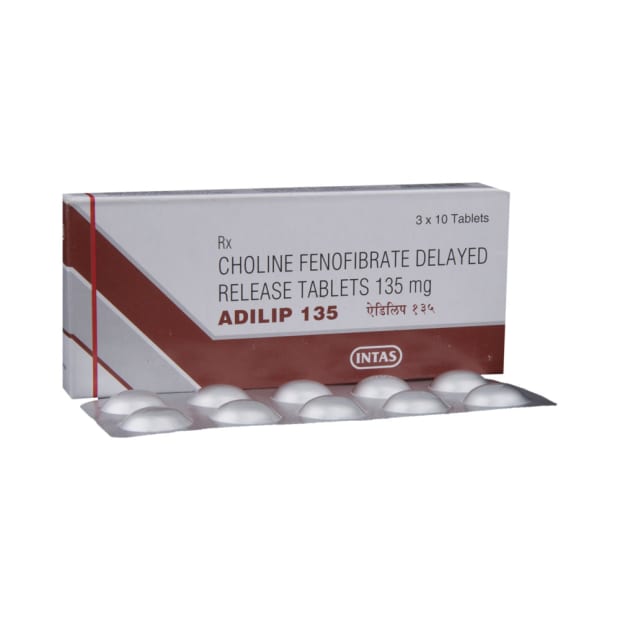 3 x 10 Tablets
Rx
CHOLINE FENOFIBRATE DELAYED
RELEASE TABLETS 135 mg
ADILIP 135 ऐडिलिप १३५
INTAS